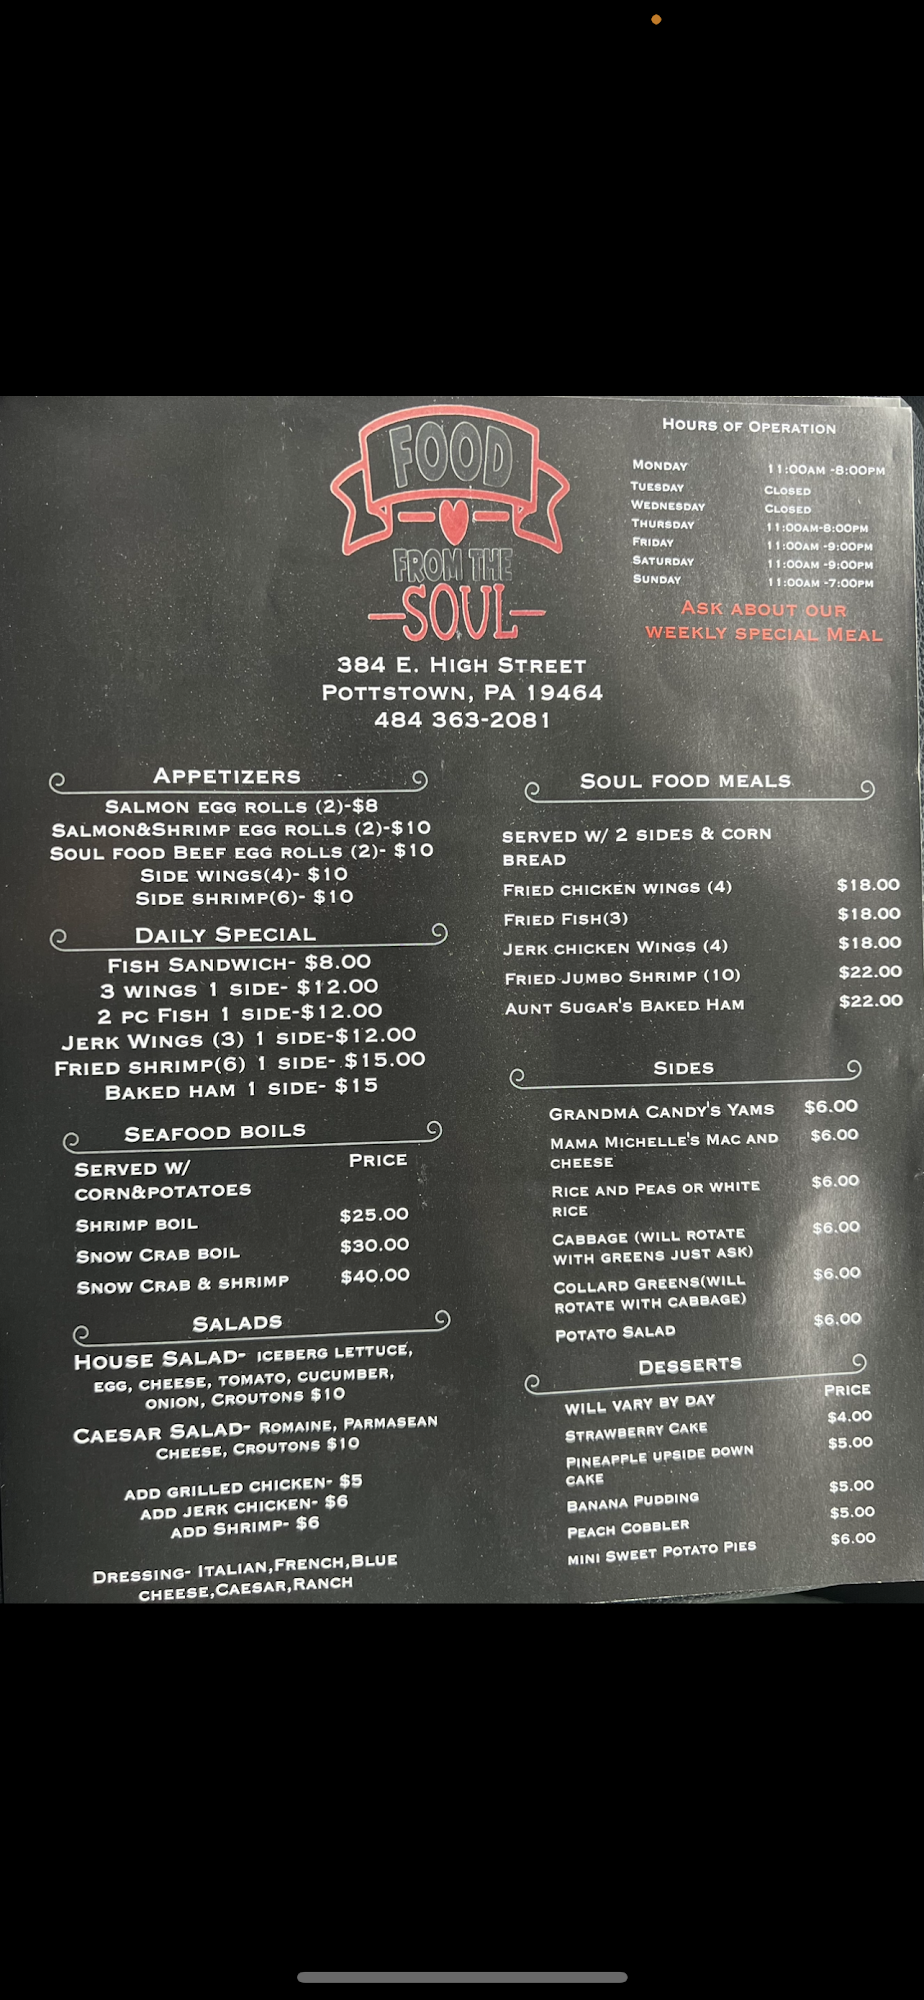 FOOD
FROM THE
SOUL
384 E. High Street
Pottstown, PA 19464
484 363-2081
Hours of Operation
Monday 11:00am -8:00pm
Tuesday Closed
Wednesday Closed
Thursday 11:00am-8:00pm
Friday 11:00am -9:00pm
Saturday 11:00am -9:00pm
Sunday 11:00am -7:00pm
Ask about our
weekly special Meal
Appetizers
Salmon egg rolls (2)-$8
Salmon&Shrimp egg rolls (2)-$10
Soul food Beef egg rolls (2)- $10
Side wings(4)- $10
Side shrimp(6)- $10
Daily Special
Fish Sandwich- $8.00
3 wings 1 side- $12.00
2 pc Fish 1 side-$12.00
Jerk Wings (3) 1 side-$12.00
Fried shrimp(6) 1 side- $15.00
Baked ham 1 side- $15
Seafood boils
Served w/ Price
corn&potatoes
Shrimp boil $25.00
Snow Crab boil $30.00
Snow Crab & shrimp $40.00
Salads
House Salad- iceberg lettuce,
egg, cheese, tomato, cucumber,
onion, Croutons $10
Caesar Salad- Romaine, Parmasean
Cheese, Croutons $10
add grilled chicken- $5
add jerk chicken- $6
add Shrimp- $6
Dressing- Italian,French,Blue
cheese,Caesar,Ranch
Soul food meals
served w/ 2 sides & corn
bread
Fried chicken wings (4) $18.00
Fried Fish(3) $18.00
Jerk chicken Wings (4) $18.00
Fried Jumbo Shrimp (10) $22.00
Aunt Sugar's Baked Ham $22.00
Sides
Grandma Candy's Yams $6.00
Mama Michelle's Mac and $6.00
cheese
Rice and Peas or white $6.00
rice
Cabbage (will rotate $6.00
with greens just ask)
Collard Greens(will $6.00
rotate with cabbage)
Potato Salad $6.00
Desserts
will vary by day Price
Strawberry Cake $4.00
Pineapple upside down $5.00
cake
Banana Pudding $5.00
Peach Cobbler $5.00
mini Sweet Potato Pies $6.00